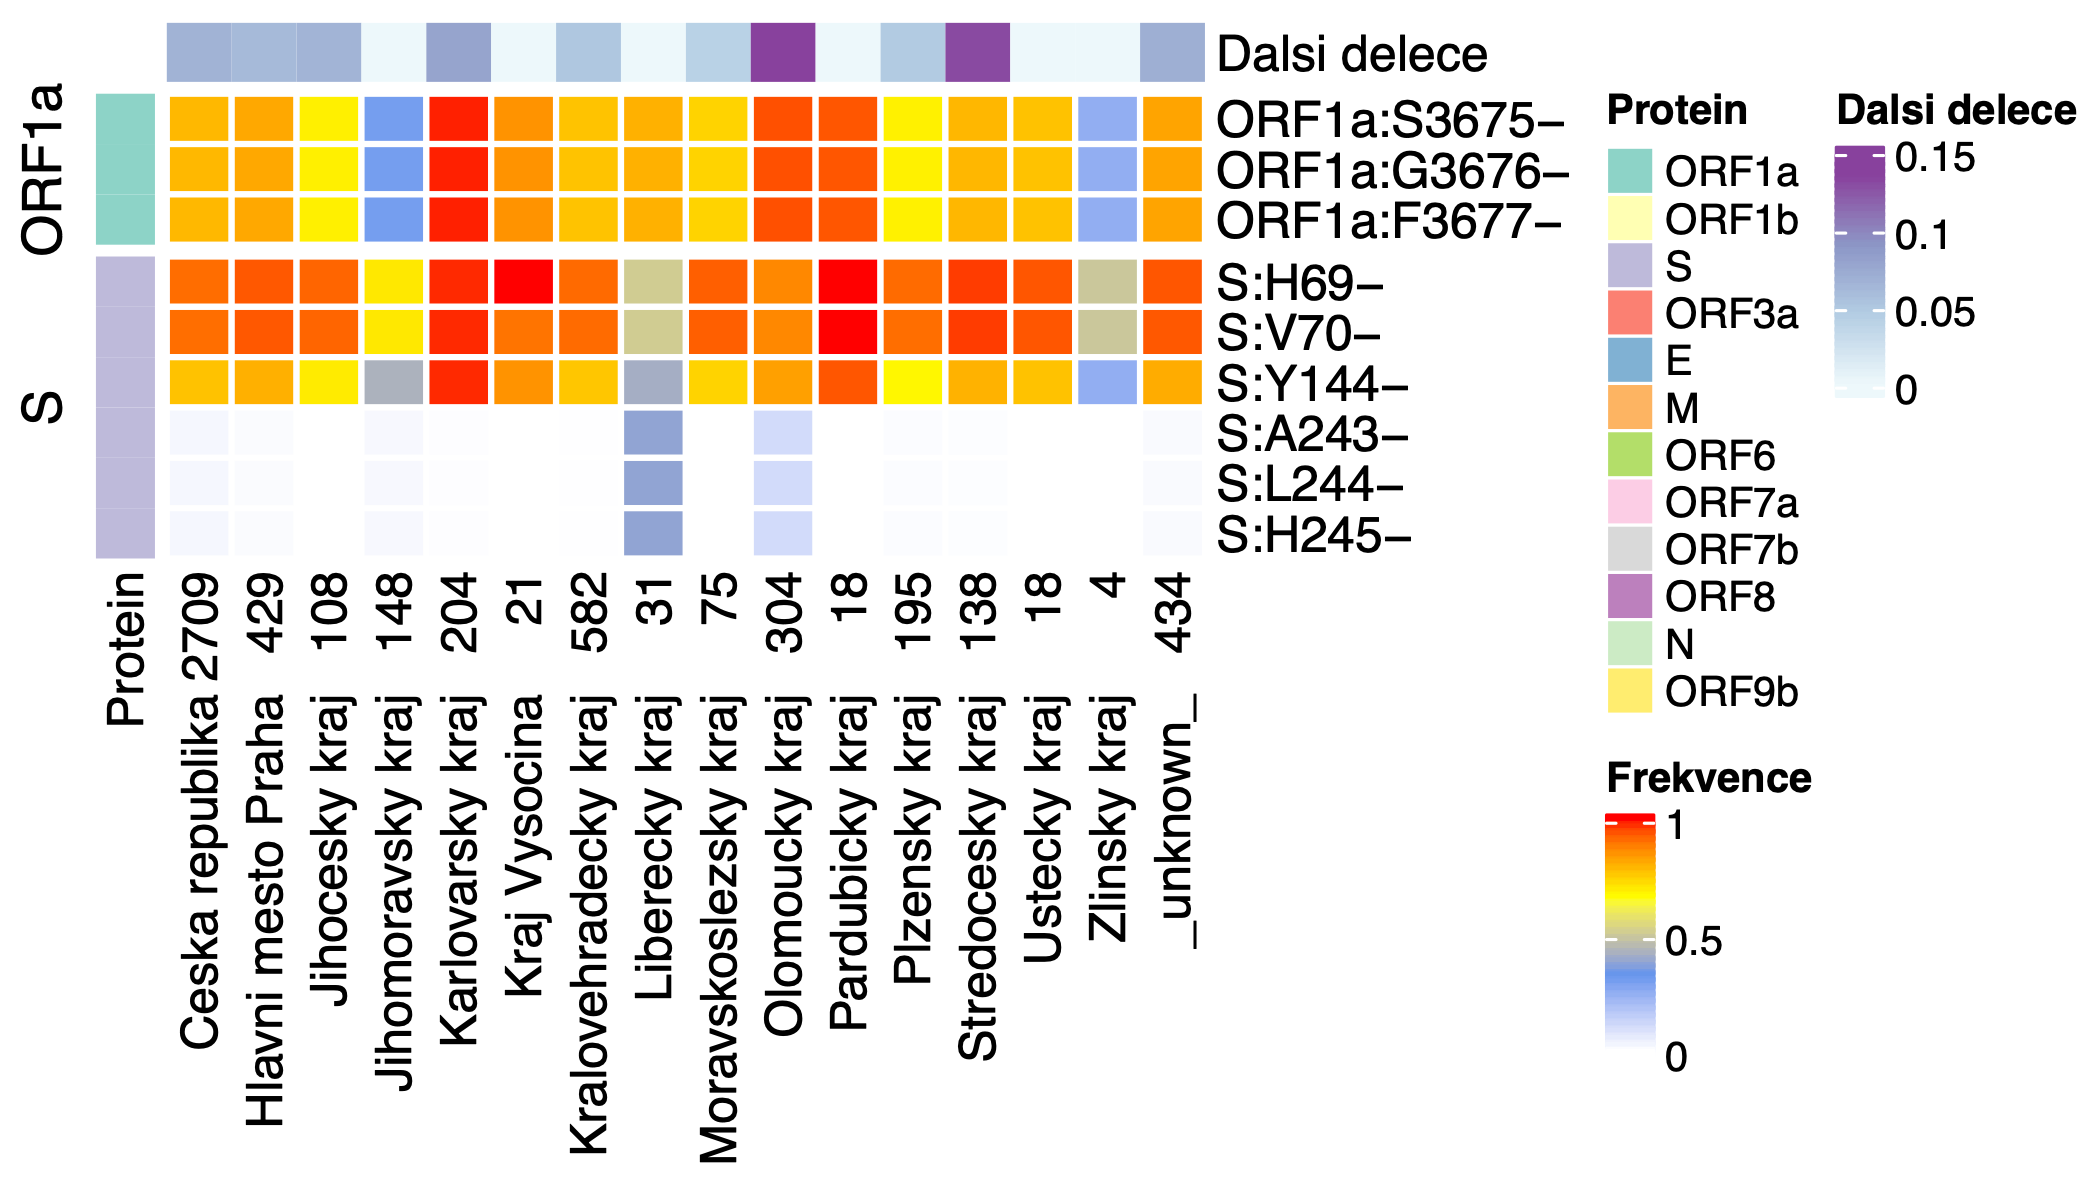 Dalsi delece
ORF1a
ORF1a:S3675–
ORF1a:G3676–
ORF1a:F3677–
S
S:H69–
S:V70–
S:Y144–
S:A243–
S:L244–
S:H245–
Protein
Ceska republika 2709
Hlavni mesto Praha 429
Jihocesky kraj 108
Jihomoravsky kraj 148
Karlovarsky kraj 204
Kraj Vysocina 21
Kralovehradecky kraj 582
Liberecky kraj 31
Moravskoslezsky kraj 75
Olomoucky kraj 304
Pardubicky kraj 18
Plzensky kraj 195
Stredocesky kraj 138
Ustecky kraj 18
Zlinsky kraj 4
_unknown_ 434
Protein
ORF1a
ORF1b
S
ORF3a
E
M
ORF6
ORF7a
ORF7b
ORF8
N
ORF9b
Dalsi delece
0.15
0.1
0.05
0
Frekvence
1
0.5
0